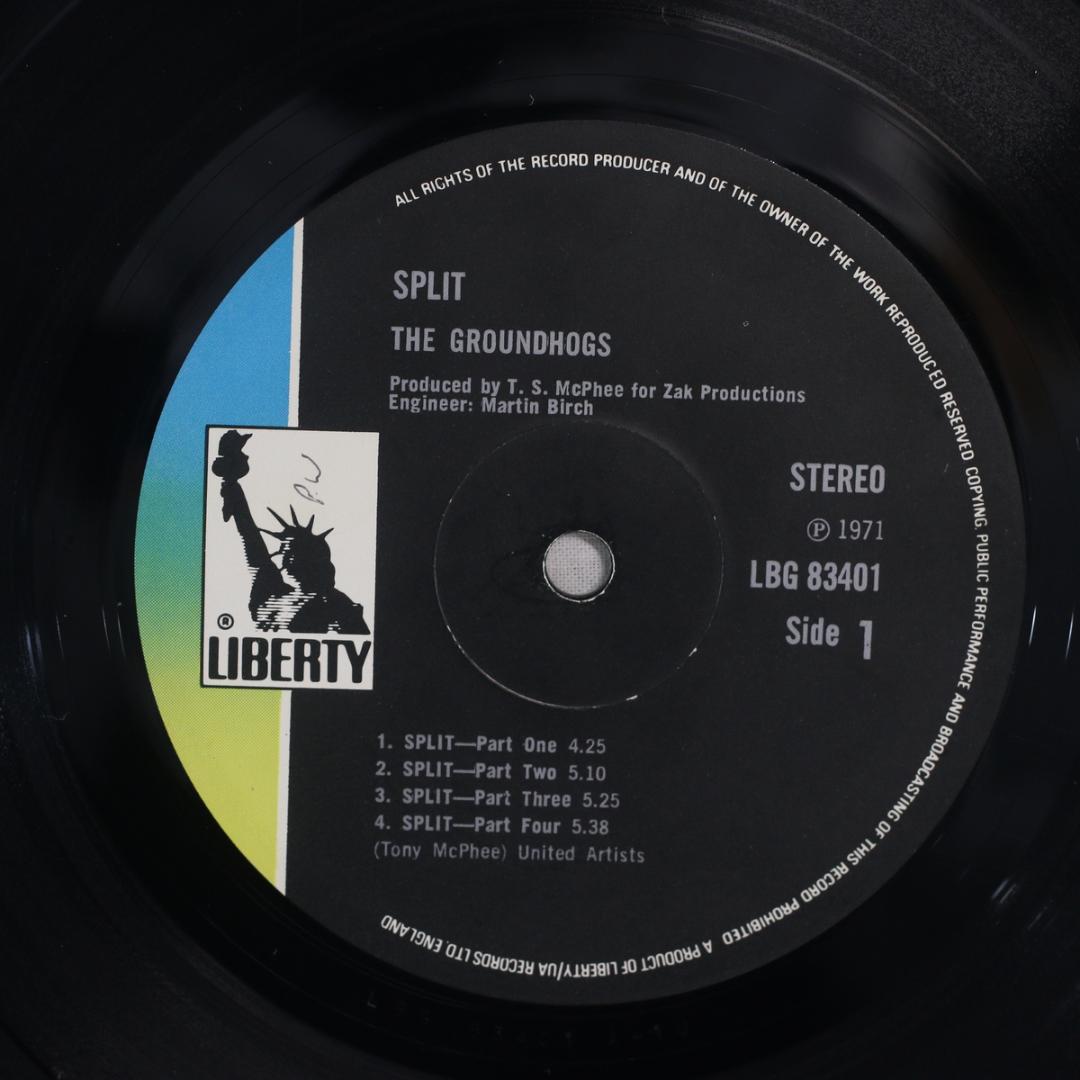 ALL RIGHTS OF THE RECORD PRODUCER AND OF THE OWNER OF THE WORK REPRODUCED RESERVED COPYING. PUBLIC PERFORMANCE AND BROADCASTING OF THIS RECORD PROHIBITED A PRODUCT OF LIBERTY/UA RECORDS LTD. ENGLAND
SPLIT
THE GROUNDHOGS
Produced by T. S. McPhee for Zak Productions
Engineer: Martin Birch
P.W
® LIBERTY
STEREO
Ⓟ 1971
LBG 83401
Side 1
1. SPLIT—Part One 4.25
2. SPLIT—Part Two 5.10
3. SPLIT—Part Three 5.25
4. SPLIT—Part Four 5.38
(Tony McPhee) United Artists